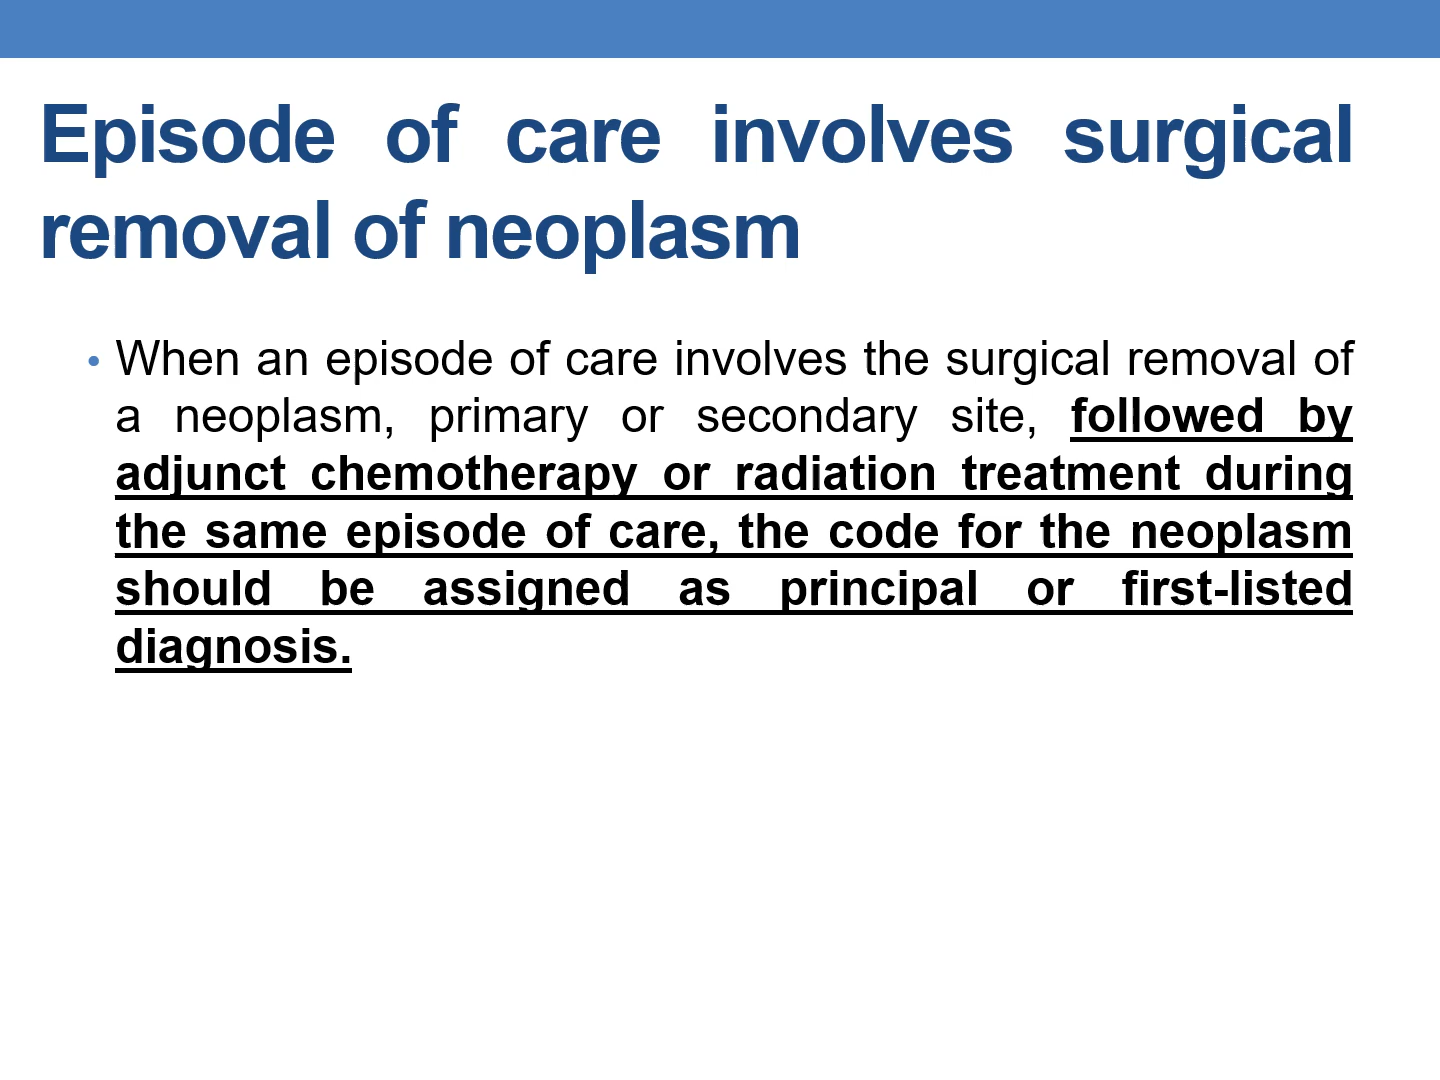 Episode of care involves surgical
removal of neoplasm
• When an episode of care involves the surgical removal of
a neoplasm, primary or secondary site, followed by
adjunct chemotherapy or radiation treatment during
the same episode of care, the code for the neoplasm
should be assigned as principal or first-listed
diagnosis.